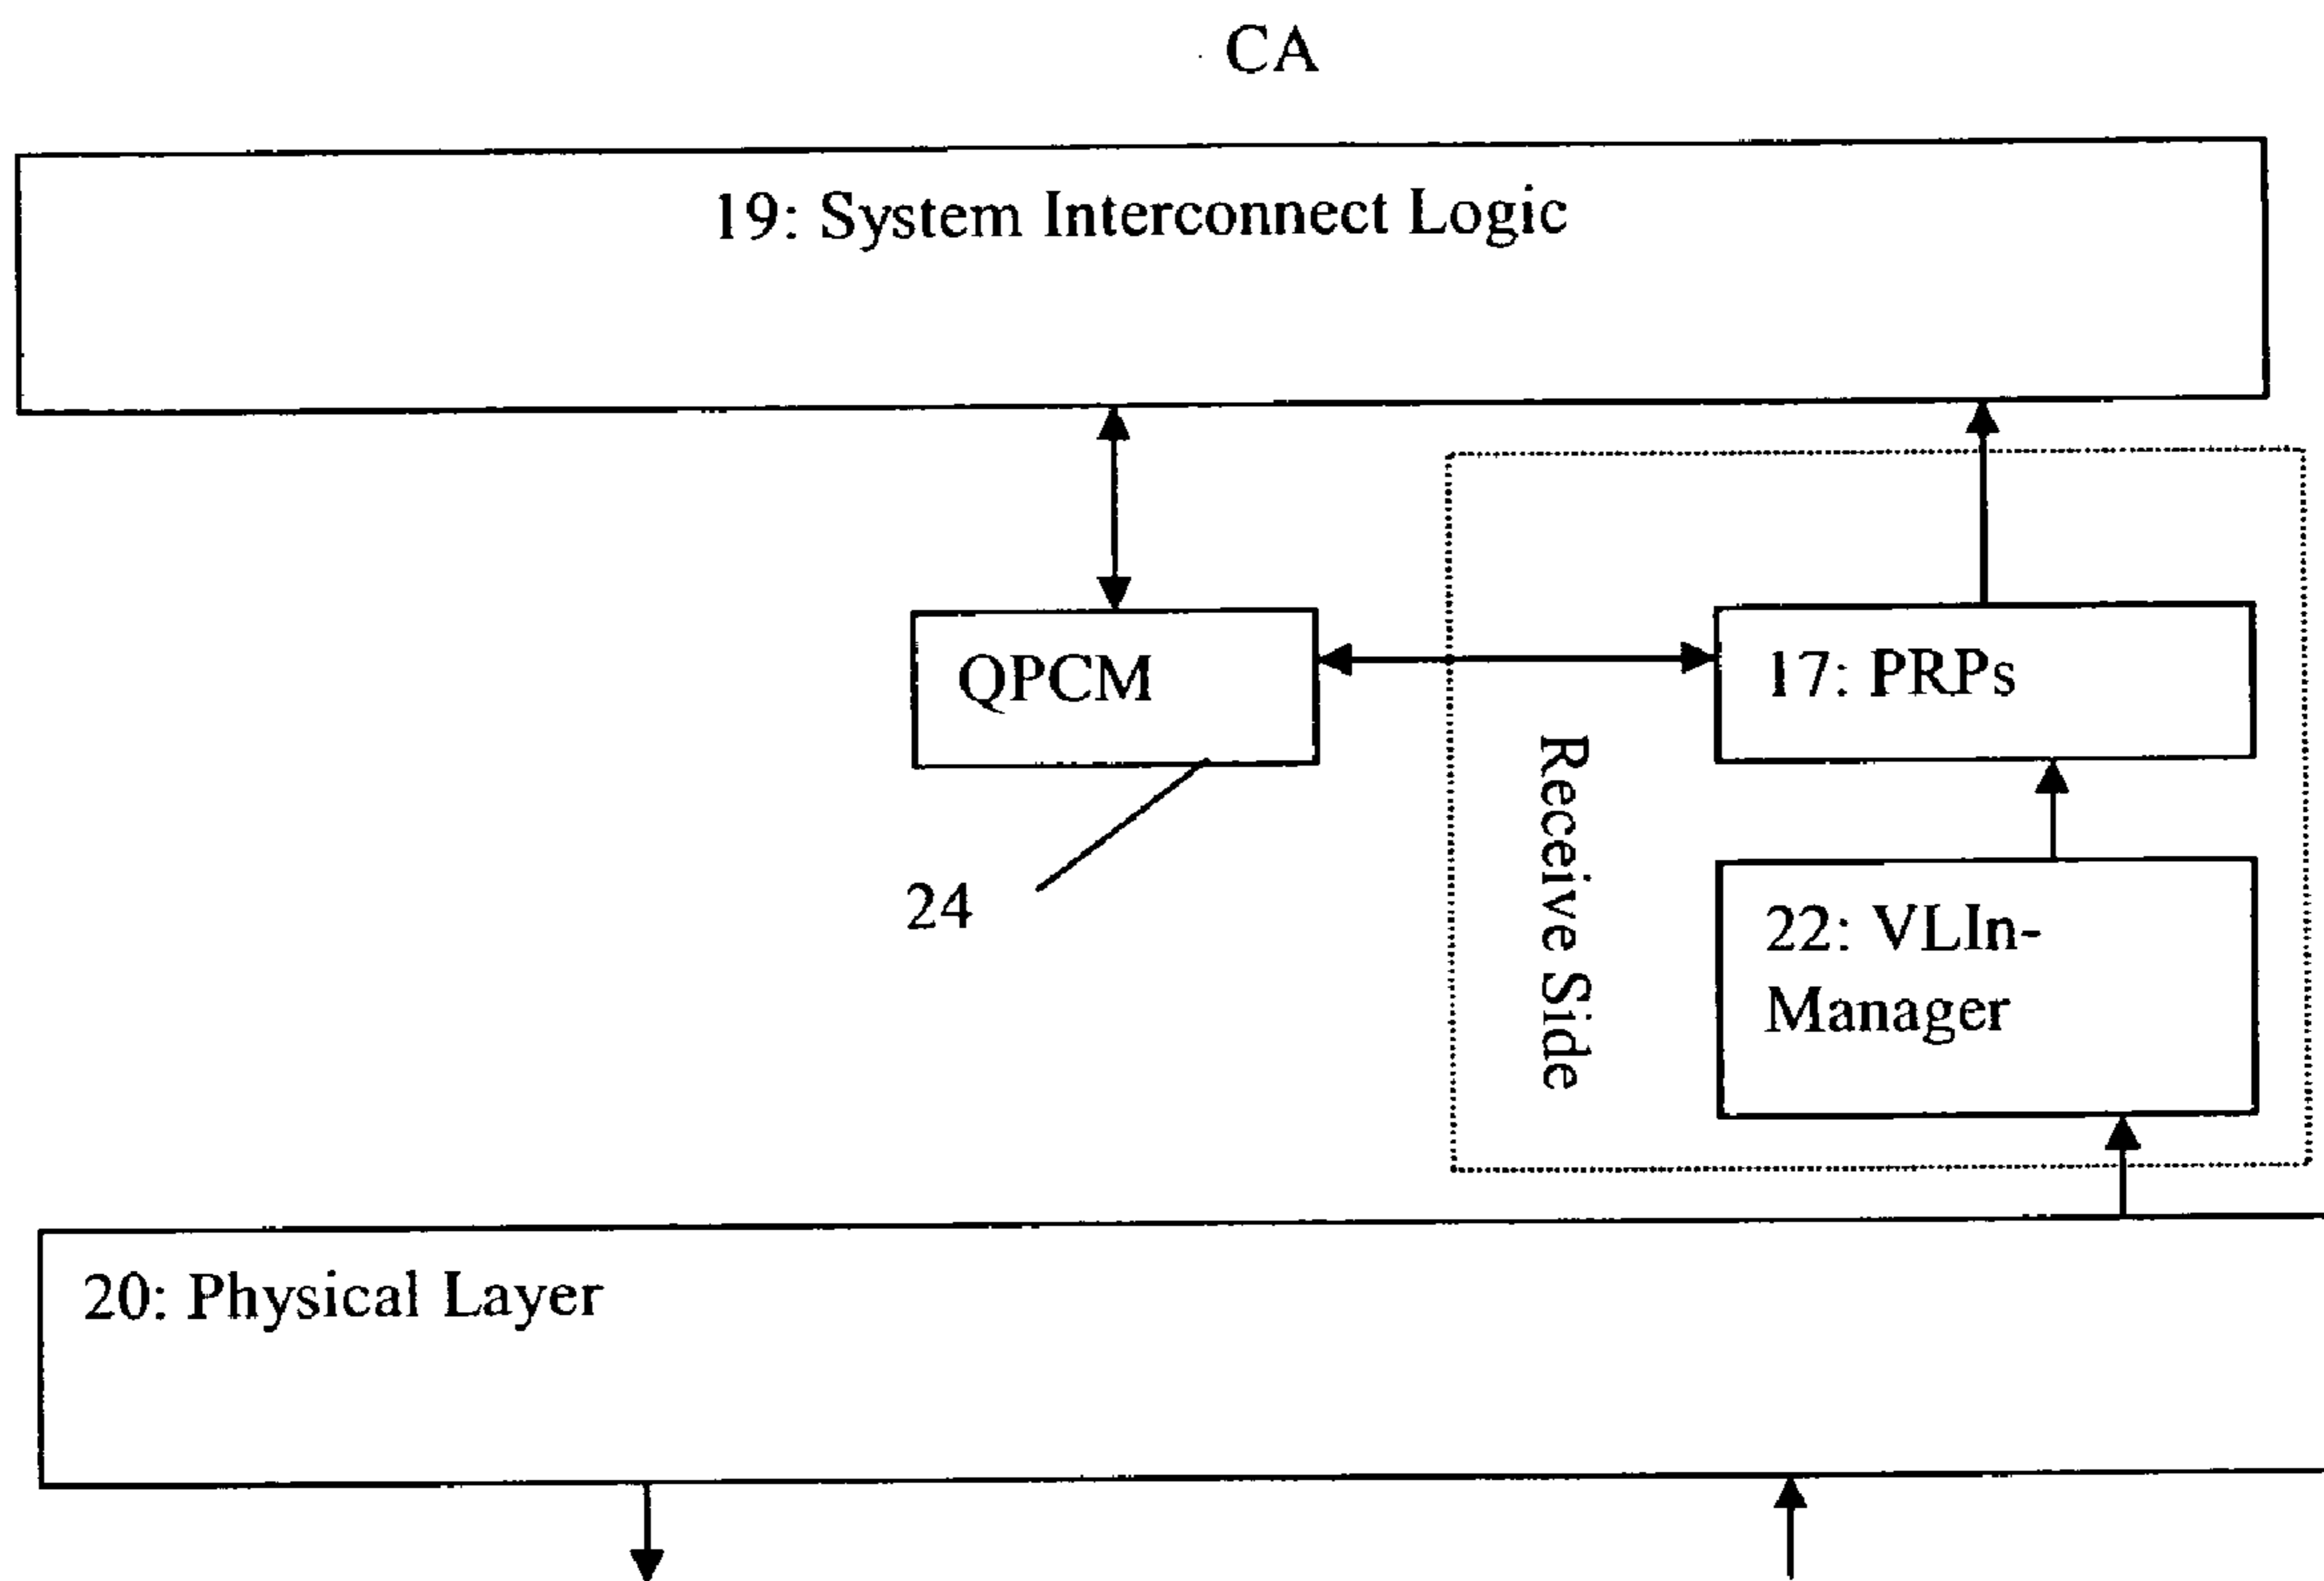 CA
19: System Interconnect Logic
QPCM
17: PRPs
Receive Side
24
22: VLIn-
Manager
20: Physical Layer